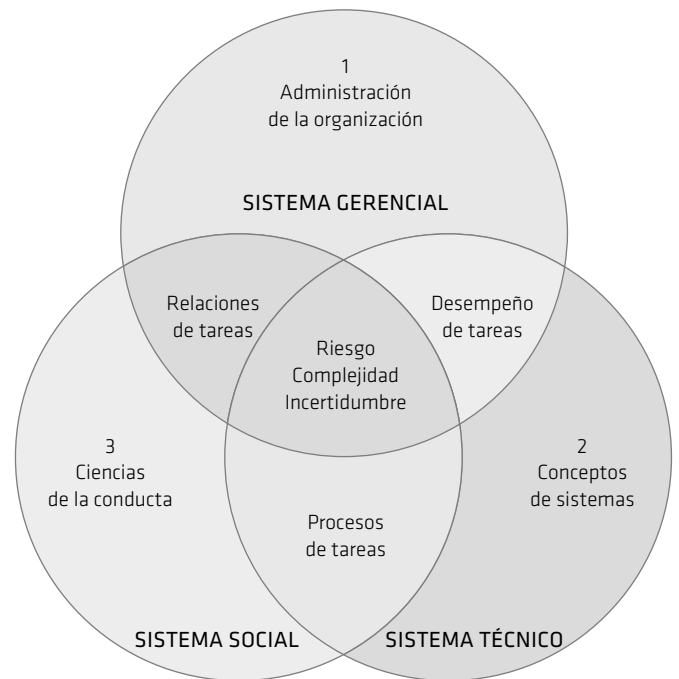 1
Administración
de la organización
SISTEMA GERENCIAL
Relaciones
de tareas
Desempeño
de tareas
Riesgo
Complejidad
Incertidumbre
3
Ciencias
de la conducta
2
Conceptos
de sistemas
Procesos
de tareas
SISTEMA SOCIAL
SISTEMA TÉCNICO